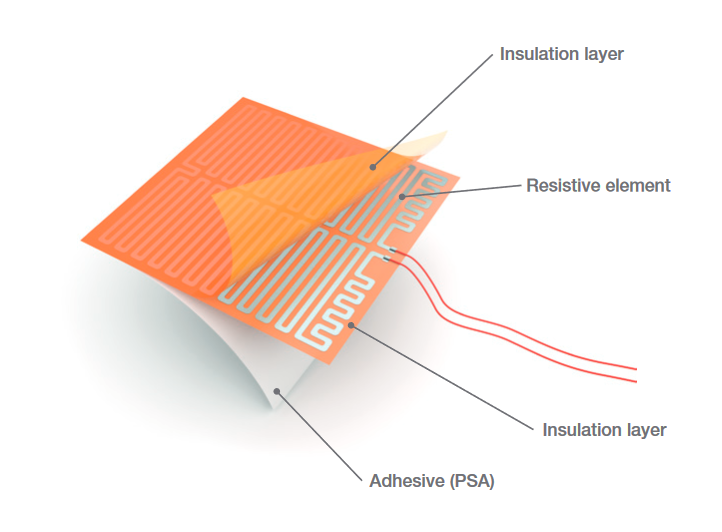 Insulation layer
Resistive element
Insulation layer
Adhesive (PSA)